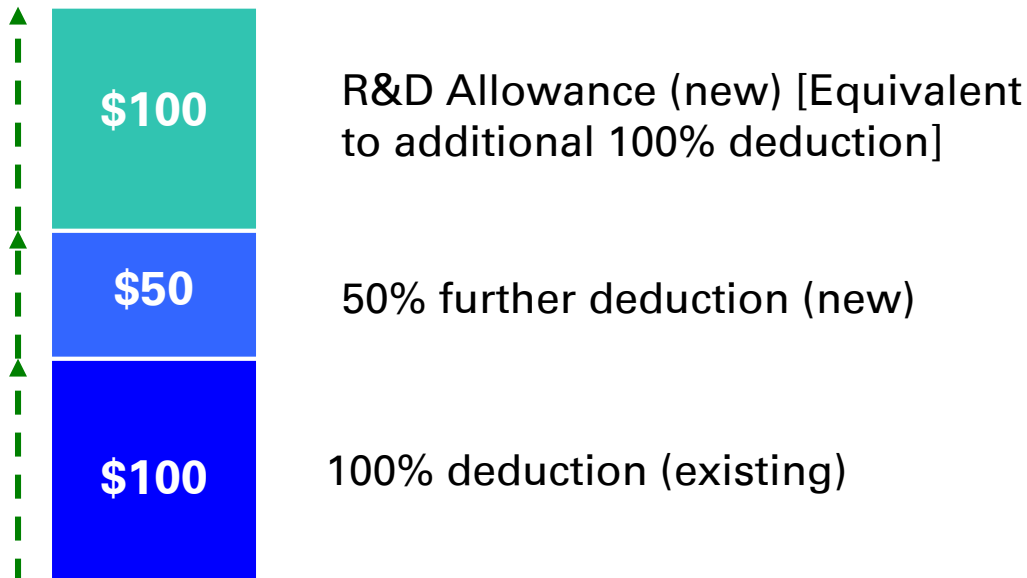 $100
R&D Allowance (new) [Equivalent
to additional 100% deduction]
$50
50% further deduction (new)
$100
100% deduction (existing)